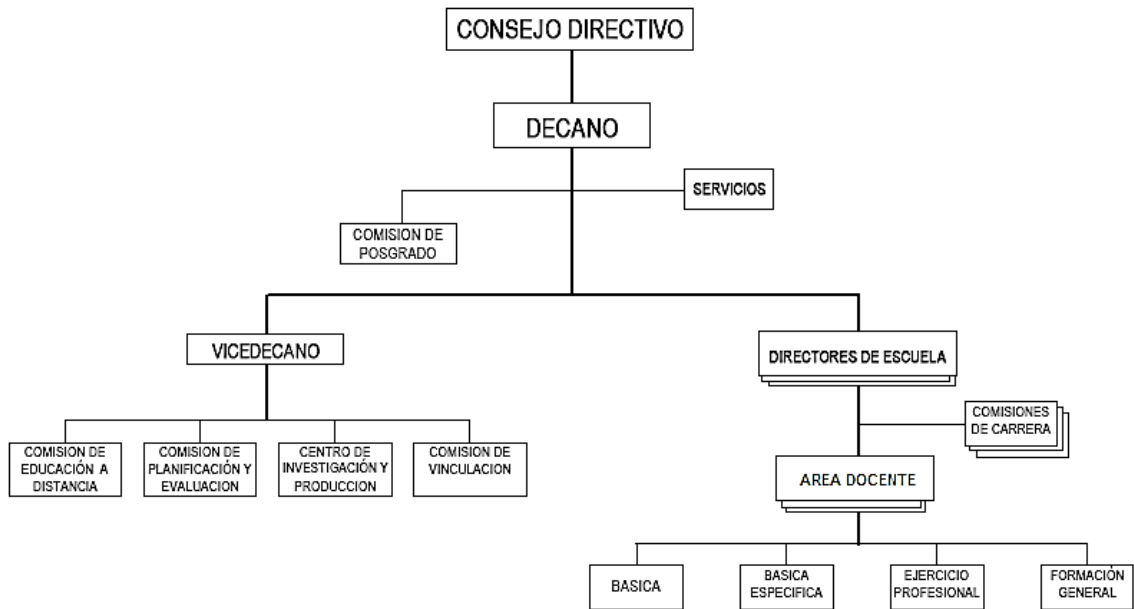 CONSEJO DIRECTIVO
DECANO
SERVICIOS
COMISION DE
POSGRADO
VICEDECANO
DIRECTORES DE ESCUELA
COMISIONES
DE CARRERA
COMISION DE
EDUCACIÓN A
DISTANCIA
COMISION DE
PLANIFICACIÓN Y
EVALUACION
CENTRO DE
INVESTIGACIÓN Y
PRODUCCION
COMISION DE
VINCULACION
AREA DOCENTE
BASICA
BASICA
ESPECIFICA
EJERCICIO
PROFESIONAL
FORMACIÓN
GENERAL